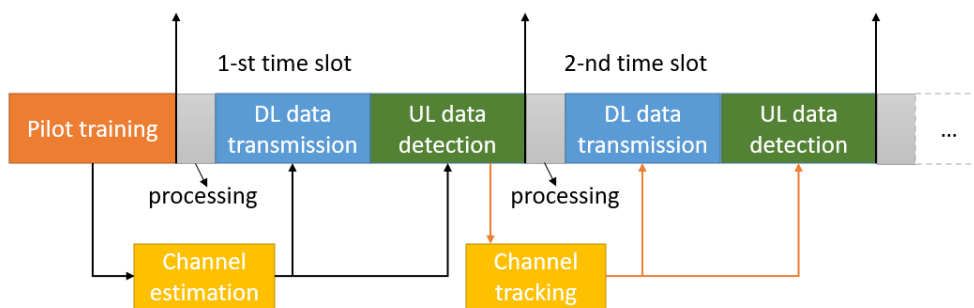 1-st time slot
2-nd time slot
Pilot training
DL data
transmission
UL data
detection
DL data
transmission
UL data
detection
...
processing
processing
Channel
estimation
Channel
tracking